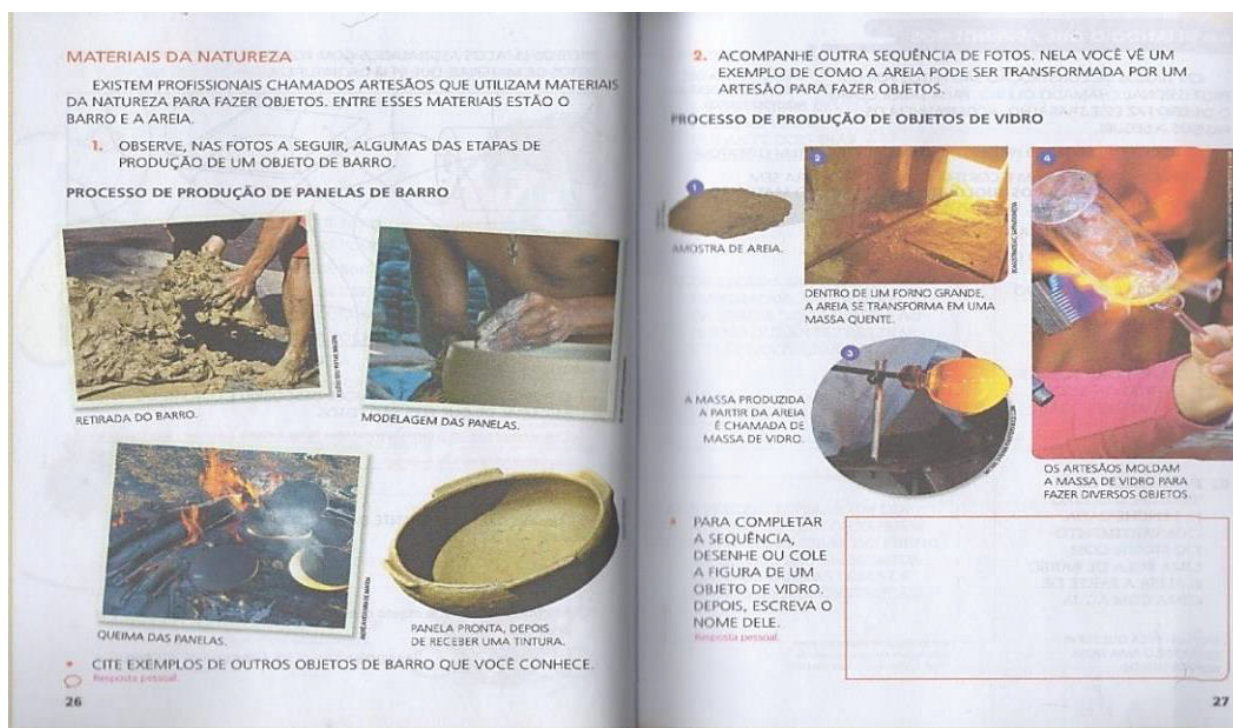 MATERIAIS DA NATUREZA
EXISTEM PROFISSIONAIS CHAMADOS ARTESÃOS QUE UTILIZAM MATERIAIS
DA NATUREZA PARA FAZER OBJETOS. ENTRE ESSES MATERIAIS ESTÃO O
BARRO E A AREIA.
1. OBSERVE, NAS FOTOS A SEGUIR, ALGUMAS DAS ETAPAS DE
PRODUÇÃO DE UM OBJETO DE BARRO.
PROCESSO DE PRODUÇÃO DE PANELAS DE BARRO
RETIRADA DO BARRO.
MODELAGEM DAS PANELAS.
QUEIMA DAS PANELAS.
PANELA PRONTA, DEPOIS
DE RECEBER UMA TINTURA.
• CITE EXEMPLOS DE OUTROS OBJETOS DE BARRO QUE VOCÊ CONHECE.
Resposta pessoal.
26
2. ACOMPANHE OUTRA SEQUÊNCIA DE FOTOS. NELA VOCÊ VÊ UM
EXEMPLO DE COMO A AREIA PODE SER TRANSFORMADA POR UM
ARTESÃO PARA FAZER OBJETOS.
PROCESSO DE PRODUÇÃO DE OBJETOS DE VIDRO
1
AMOSTRA DE AREIA.
2
DENTRO DE UM FORNO GRANDE,
A AREIA SE TRANSFORMA EM UMA
MASSA QUENTE.
3
A MASSA PRODUZIDA
A PARTIR DA AREIA
É CHAMADA DE
MASSA DE VIDRO.
4
OS ARTESÃOS MOLDAM
A MASSA DE VIDRO PARA
FAZER DIVERSOS OBJETOS.
• PARA COMPLETAR
A SEQUÊNCIA,
DESENHE OU COLE
A FIGURA DE UM
OBJETO DE VIDRO.
DEPOIS, ESCREVA O
NOME DELE.
Resposta pessoal.
27